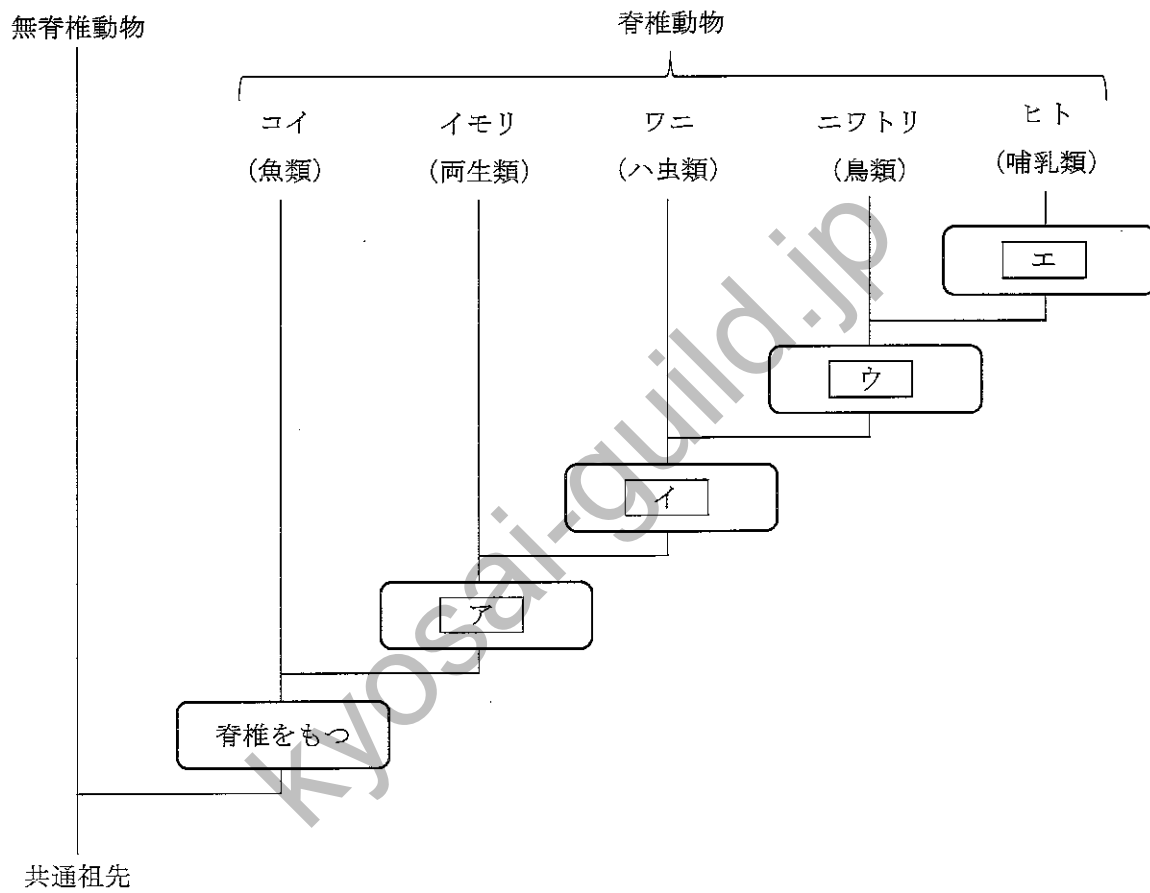 無脊椎動物
脊椎動物
コイ
(魚類)
イモリ
(両生類)
ワニ
(ハ虫類)
ニワトリ
(鳥類)
ヒト
(哺乳類)
エ
ウ
イ
ア
脊椎をもつ
共通祖先
kyosai-guild.jp